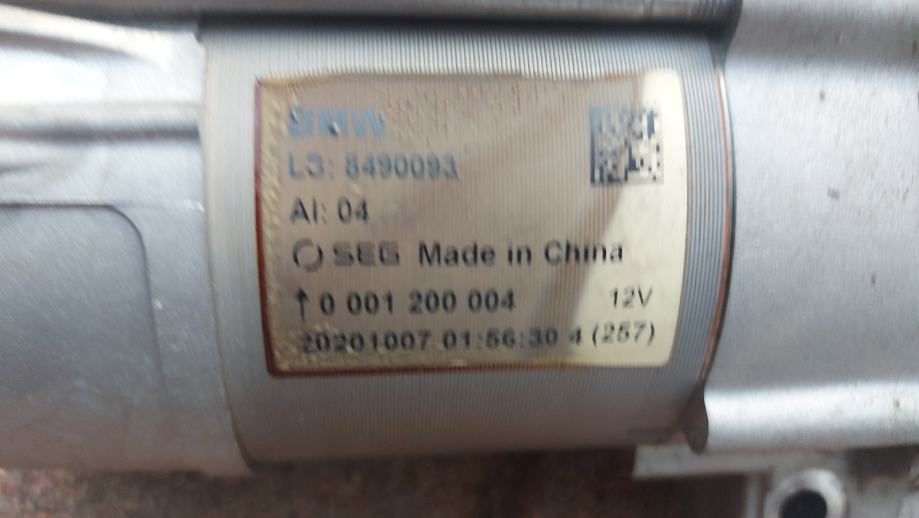 BMW
LG: 8490093
AI: 04
SEG Made in China
↑0 001 200 004 12V
20201007 01:56:30 4 (257)